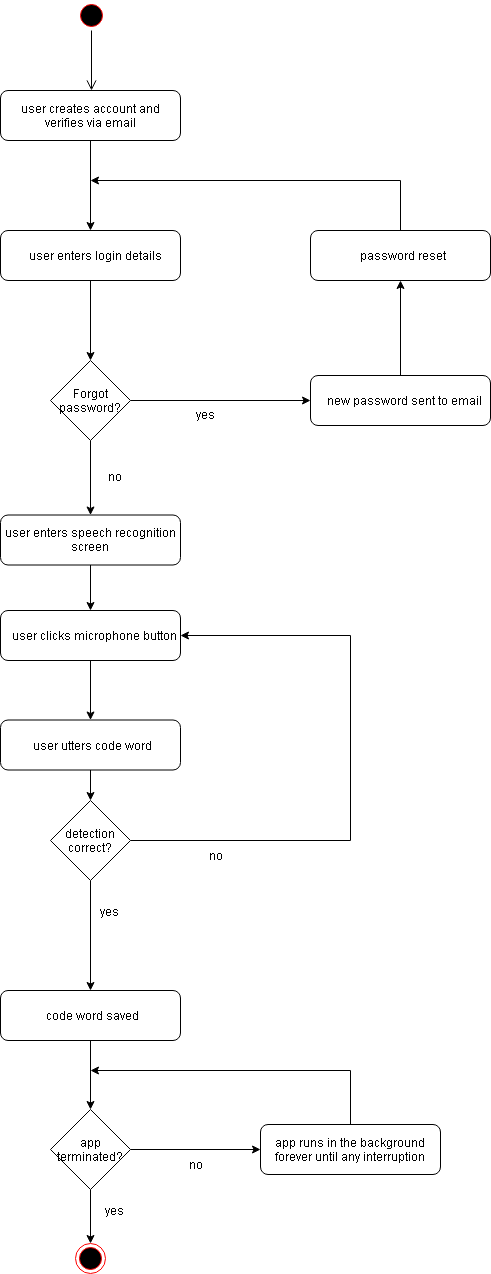 user creates account and
verifies via email
user enters login details
password reset
Forgot
password?
yes
new password sent to email
no
user enters speech recognition
screen
user clicks microphone button
user utters code word
detection
correct?
no
yes
code word saved
app
terminated?
no
app runs in the background
forever until any interruption
yes